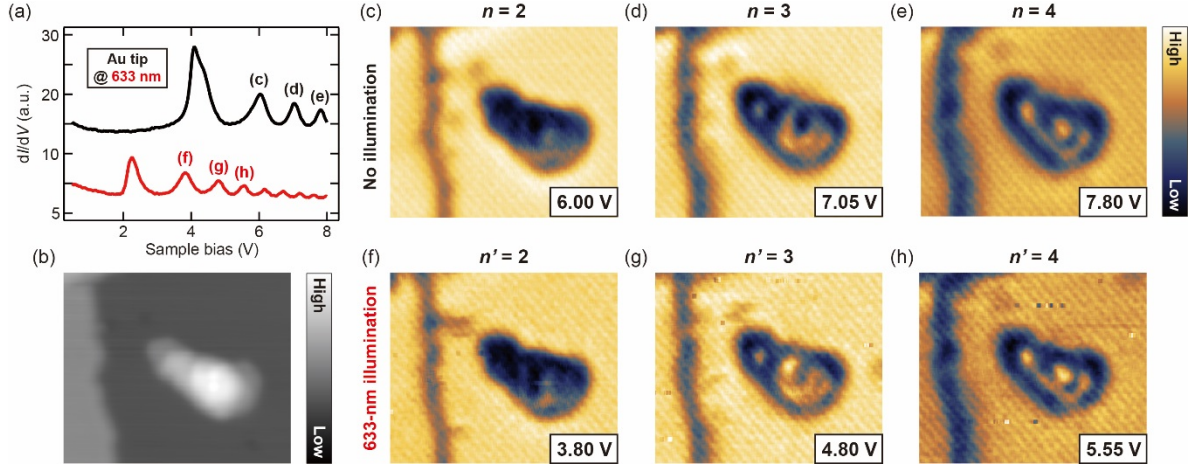 (a)
30
20
10
5
dI/dV (a.u.)
Au tip
@ 633 nm
(c)
(d)
(e)
(f)
(g)
(h)
2
4
6
8
Sample bias (V)
(b)
High
Low
No illumination
(c)
n = 2
6.00 V
(d)
n = 3
7.05 V
(e)
n = 4
7.80 V
High
Low
633-nm illumination
(f)
n' = 2
3.80 V
(g)
n' = 3
4.80 V
(h)
n' = 4
5.55 V